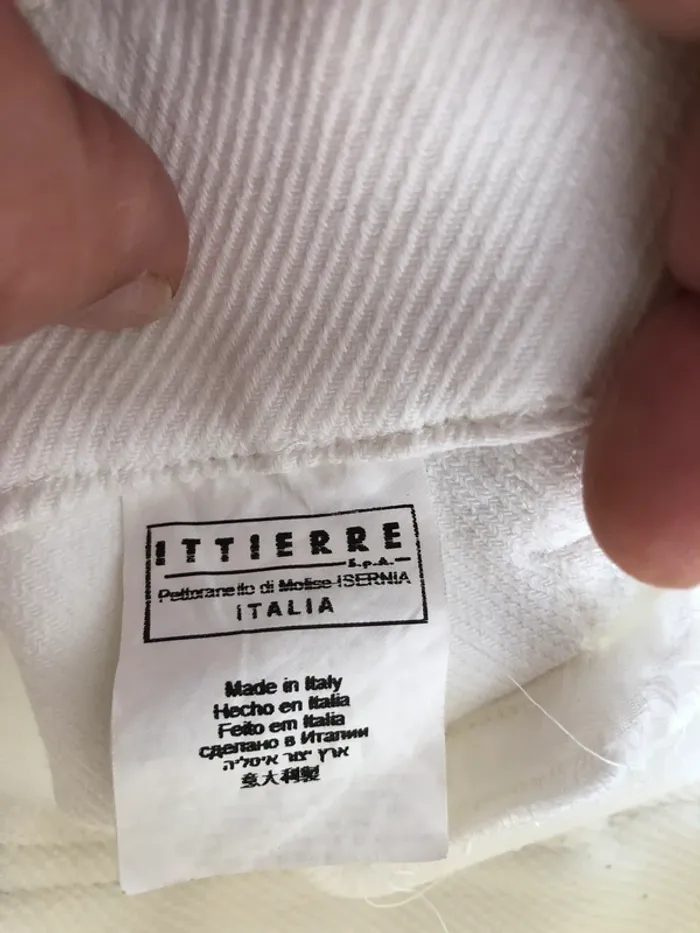 ITTIERRE
S.p.A.
Pettoranello di Molise-ISERNIA
ITALIA
Made in Italy
Hecho en Italia
Feito em Italia
сделано в Италии
ארץ יצור איטליה
意大利製